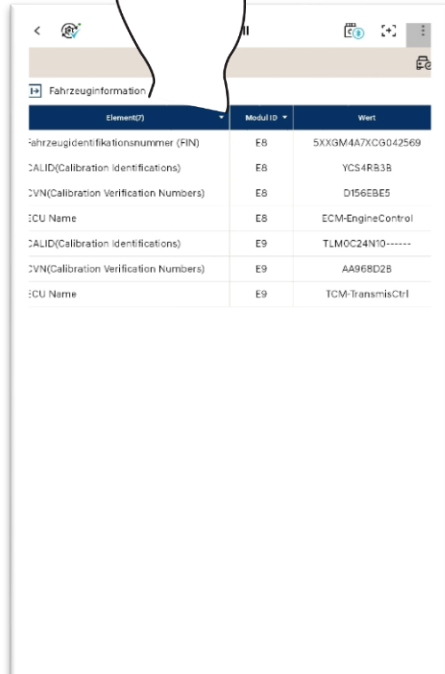 Fahrzeuginformation
Element(7) Modul ID Wert
Fahrzeugidentifikationsnummer (FIN) E8 5XXGM4A7XCG042569
CALID(Calibration Identifications) E8 YCS4RB3B
CVN(Calibration Verification Numbers) E8 D156EBE5
ECU Name E8 ECM-EngineControl
CALID(Calibration Identifications) E9 TLM0C24N10------
CVN(Calibration Verification Numbers) E9 AA968D2B
ECU Name E9 TCM-TransmisCtrl